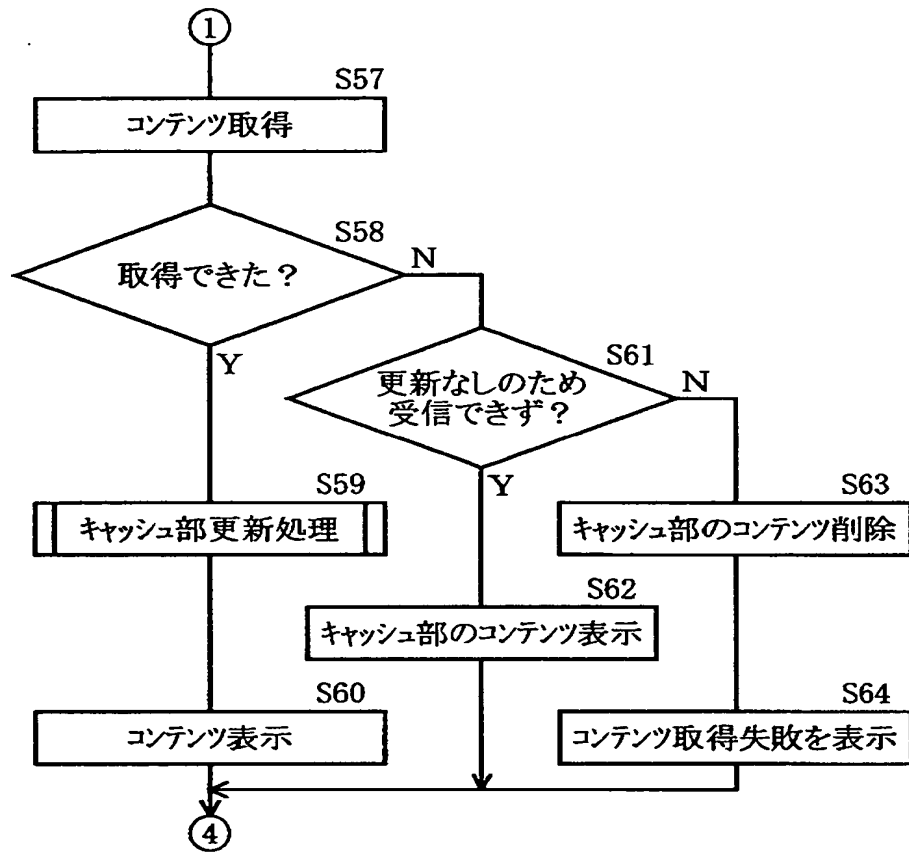 ①
S57
コンテンツ取得
S58
取得できた？
N
Y
S61
更新なしのため
受信できず？
N
Y
S59
キャッシュ部更新処理
S63
キャッシュ部のコンテンツ削除
S62
キャッシュ部のコンテンツ表示
S60
コンテンツ表示
S64
コンテンツ取得失敗を表示
④